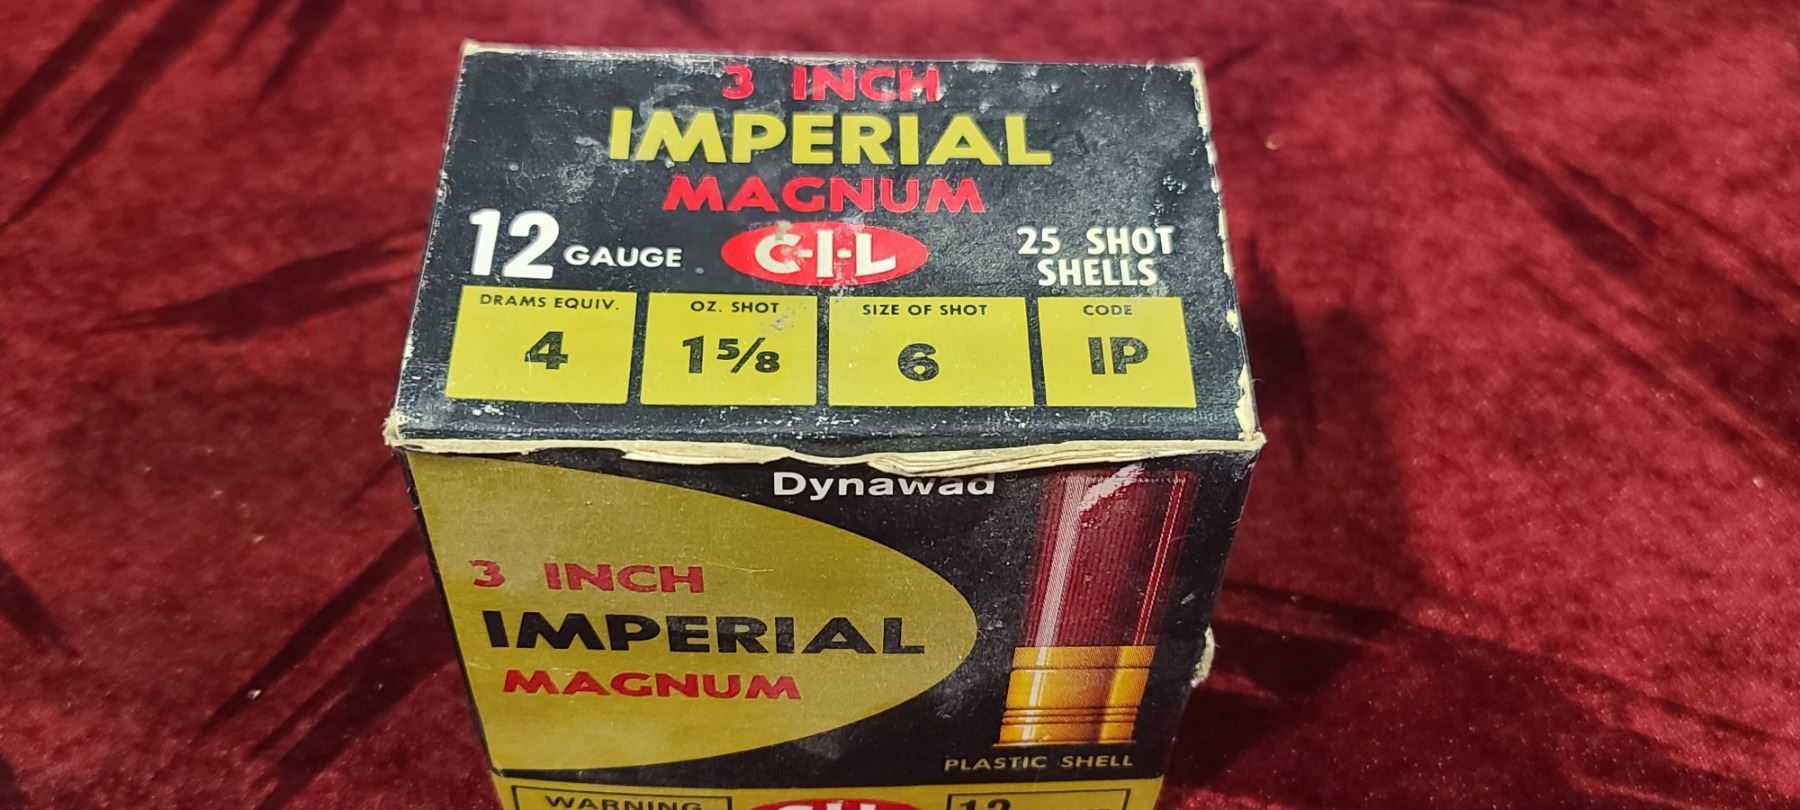 3 INCH
IMPERIAL
MAGNUM
12 GAUGE
C-I-L
25 SHOT
SHELLS
DRAMS EQUIV.
4
OZ. SHOT
1 5/8
SIZE OF SHOT
6
CODE
IP
Dynawad
3 INCH
IMPERIAL
MAGNUM
PLASTIC SHELL
WARNING
C-I-L
12